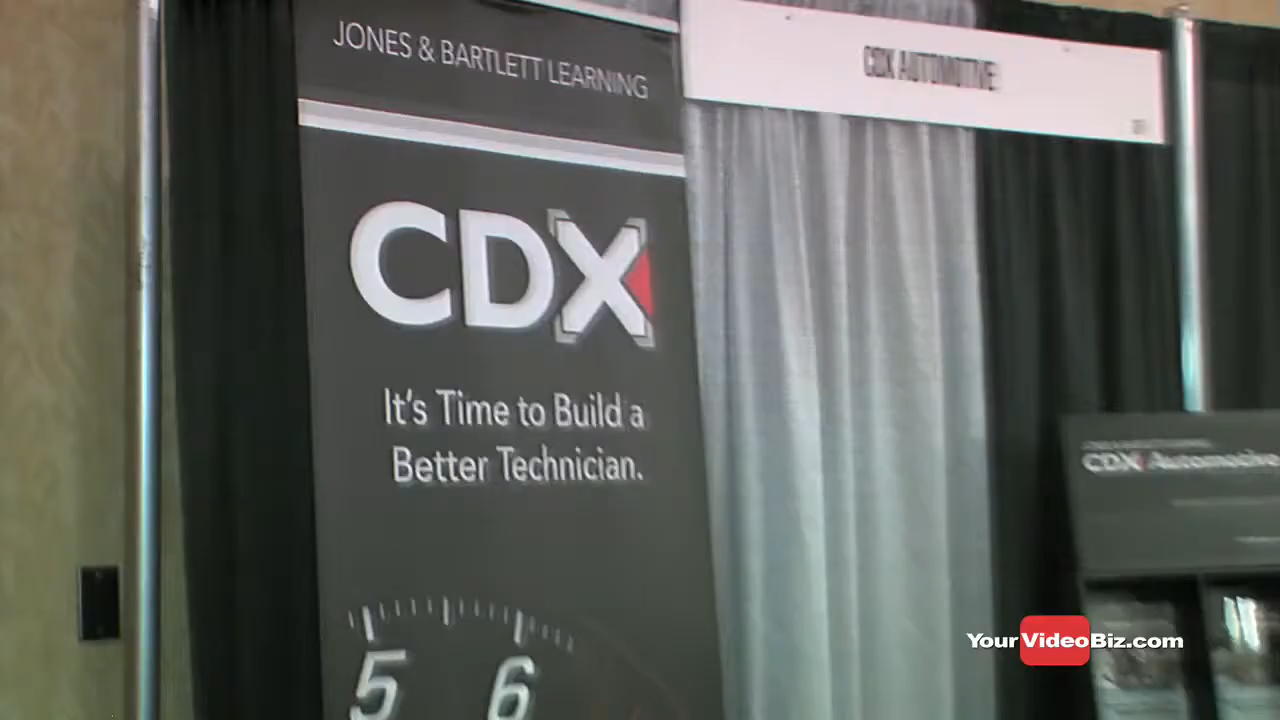 JONES & BARTLETT LEARNING
CDX AUTOMOTIVE
CDX
It's Time to Build a
Better Technician.
5 6
CDX Automotive
YourVideoBiz.com